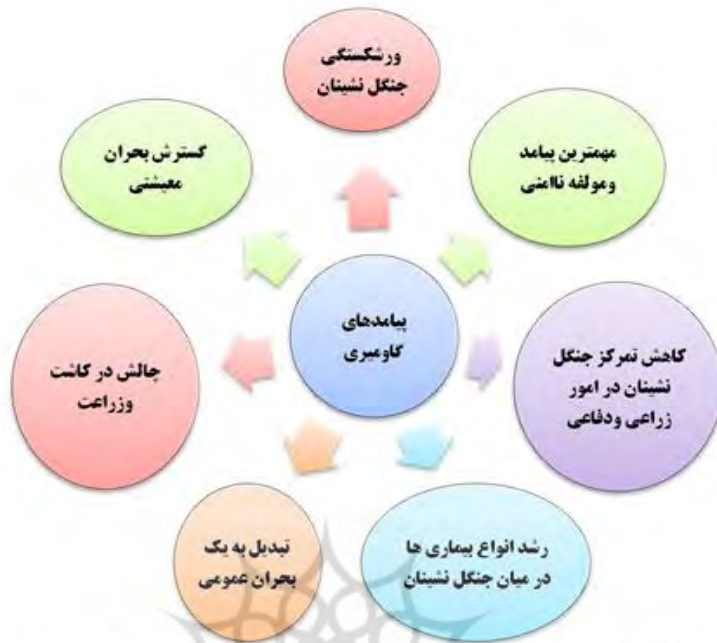 ورشکستگی
جنگل نشینان
مهمترین پیامد
ومولفه ناامنی
گسترش بحران
معیشتی
پیامدهای
گاومیری
کاهش تمرکز جنگل
نشینان در امور
زراعی ودفاعی
چالش در کاشت
وزراعت
رشد انواع بیماری ها
در میان جنگل نشینان
تبدیل به یک
بحران عمومی